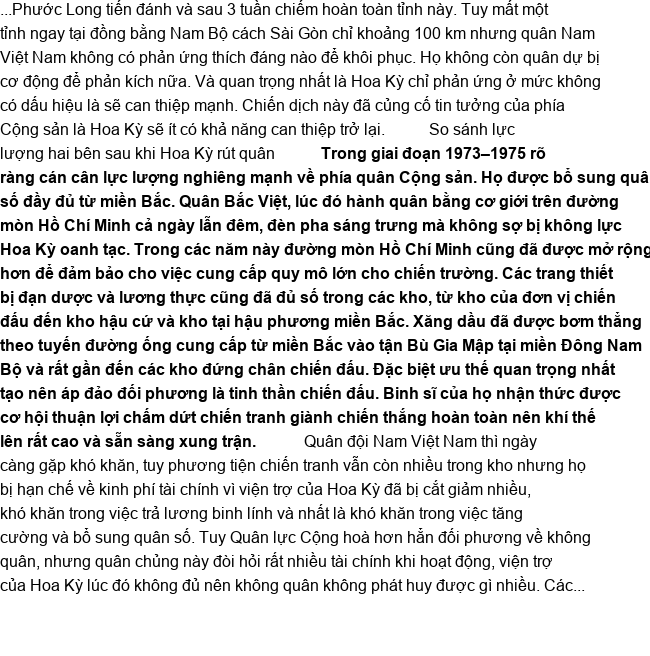 ...Phước Long tiến đánh và sau 3 tuần chiếm hoàn toàn tỉnh này. Tuy mất một
tỉnh ngay tại đồng bằng Nam Bộ cách Sài Gòn chỉ khoảng 100 km nhưng quân Nam
Việt Nam không có phản ứng thích đáng nào để khôi phục. Họ không còn quân dự bị
cơ động để phản kích nữa. Và quan trọng nhất là Hoa Kỳ chỉ phản ứng ở mức không
có dấu hiệu là sẽ can thiệp mạnh. Chiến dịch này đã củng cố tin tưởng của phía
Cộng sản là Hoa Kỳ sẽ ít có khả năng can thiệp trở lại. So sánh lực
lượng hai bên sau khi Hoa Kỳ rút quân Trong giai đoạn 1973–1975 rõ
ràng cán cân lực lượng nghiêng mạnh về phía quân Cộng sản. Họ được bổ sung quâ
số đầy đủ từ miền Bắc. Quân Bắc Việt, lúc đó hành quân bằng cơ giới trên đường
mòn Hồ Chí Minh cả ngày lẫn đêm, đèn pha sáng trưng mà không sợ bị không lực
Hoa Kỳ oanh tạc. Trong các năm này đường mòn Hồ Chí Minh cũng đã được mở rộng
hơn để đảm bảo cho việc cung cấp quy mô lớn cho chiến trường. Các trang thiết
bị đạn dược và lương thực cũng đã đủ số trong các kho, từ kho của đơn vị chiến
đấu đến kho hậu cứ và kho tại hậu phương miền Bắc. Xăng dầu đã được bơm thẳng
theo tuyến đường ống cung cấp từ miền Bắc vào tận Bù Gia Mập tại miền Đông Nam
Bộ và rất gần đến các kho đứng chân chiến đấu. Đặc biệt ưu thế quan trọng nhất
tạo nên áp đảo đối phương là tinh thần chiến đấu. Binh sĩ của họ nhận thức được
cơ hội thuận lợi chấm dứt chiến tranh giành chiến thắng hoàn toàn nên khí thế
lên rất cao và sẵn sàng xung trận. Quân đội Nam Việt Nam thì ngày
càng gặp khó khăn, tuy phương tiện chiến tranh vẫn còn nhiều trong kho nhưng họ
bị hạn chế về kinh phí tài chính vì viện trợ của Hoa Kỳ đã bị cắt giảm nhiều,
khó khăn trong việc trả lương binh lính và nhất là khó khăn trong việc tăng
cường và bổ sung quân số. Tuy Quân lực Cộng hoà hơn hẳn đối phương về không
quân, nhưng quân chủng này đòi hỏi rất nhiều tài chính khi hoạt động, viện trợ
của Hoa Kỳ lúc đó không đủ nên không quân không phát huy được gì nhiều. Các...